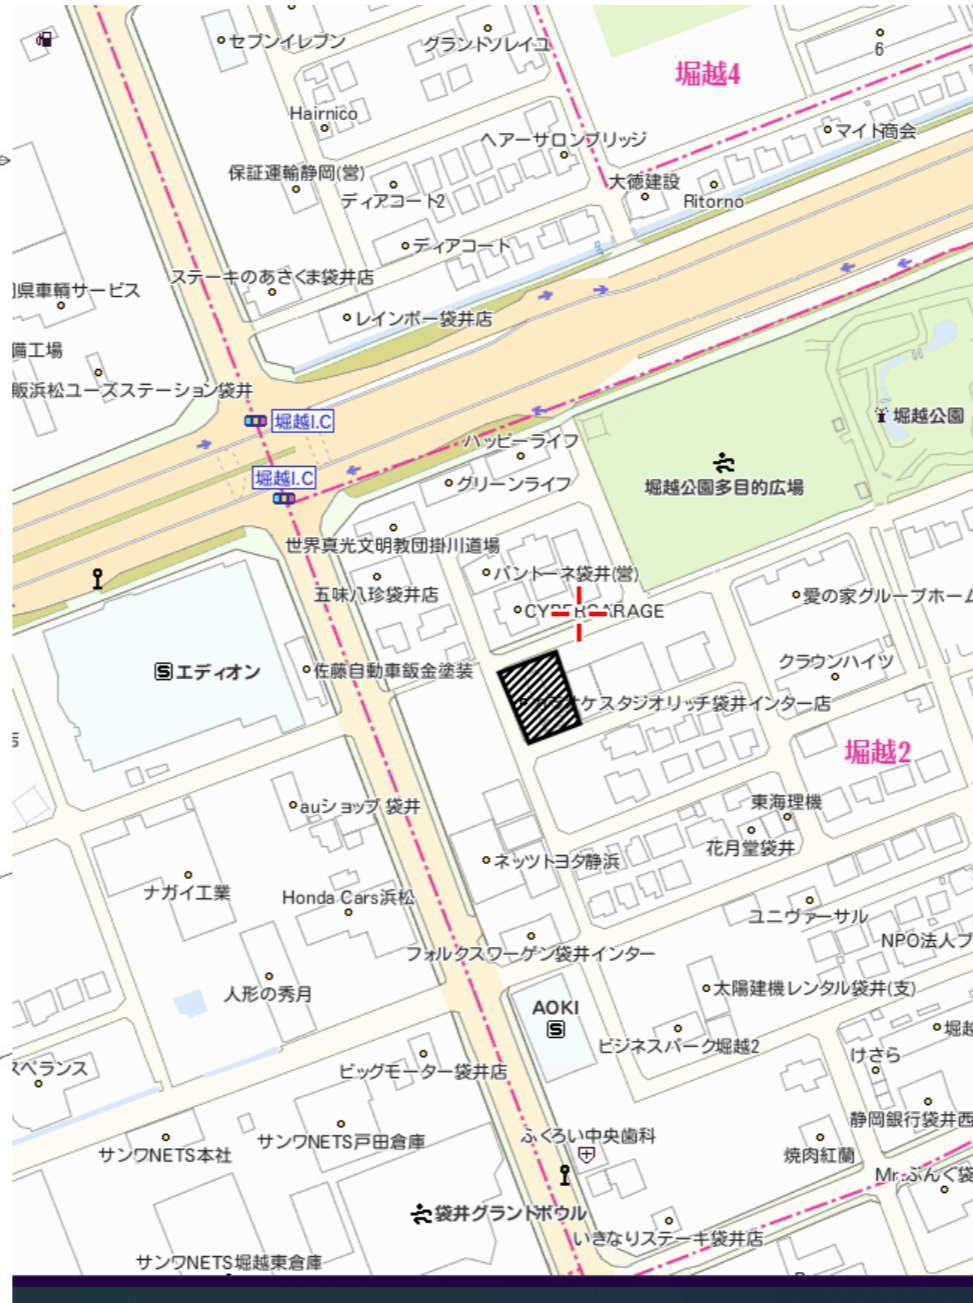 セブンイレブン
グランドソレイユ
6
堀越4
Hairnico
ヘアーサロンブリッジ
マイト商会
保証運輸静岡(営)
大徳建設
ディアコート2
Ritorno
ディアコート
ステーキのあさくま袋井店
県車輌サービス
レインボー袋井店
備工場
販浜松ユーズステーション袋井
堀越I.C
堀越公園
ハッピーライフ
堀越I.C
グリーンライフ
堀越公園多目的広場
世界真光文明教団掛川道場
パントーネ袋井(営)
五味八珍袋井店
愛の家グループホーム
CYBERGARAGE
クラウンハイツ
S エディオン
佐藤自動車鈑金塗装
カラオケスタジオリッチ袋井インター店
店
堀越2
auショップ 袋井
東海理機
花月堂袋井
ネッツトヨタ静浜
ナガイ工業
Honda Cars浜松
ユニヴァーサル
NPO法人ブ
フォルクスワーゲン袋井インター
人形の秀月
太陽建機レンタル袋井(支)
AOKI
S
堀越
ビジネスパーク堀越2
けさら
スペランス
ビッグモーター袋井店
静岡銀行袋井西
サンワNETS戸田倉庫
ふくろい中央歯科
サンワNETS本社
焼肉紅蘭
Mr.ぶんぐ袋
袋井グランドボウル
いきなりステーキ袋井店
サンワNETS堀越東倉庫